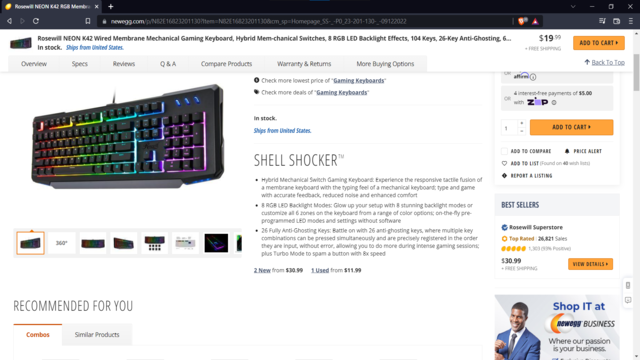 Rosewill NEON K42 RGB Membra
newegg.com/p/N82E16823201130?Item=N82E16823201130&cm_sp=Homepage_SS-_-P0_23-201-130-_-09122022
Rosewill NEON K42 Wired Membrane Mechanical Gaming Keyboard, Hybrid Mem-chanical Switches, 8 RGB LED Backlight Effects, 104 Keys, 26-Key Anti-Ghosting, 6...
In stock. Ships from United States.
$19.99
+ FREE SHIPPING
ADD TO CART
Overview Specs Reviews Q & A Compare Products Warranty & Returns More Buying Options
Back To Top
Check more lowest price of "Gaming Keyboards"
Check more deals of "Gaming Keyboards"
In stock.
Ships from United States.
SHELL SHOCKER™
Hybrid Mechanical Switch Gaming Keyboard: Experience the responsive tactile fusion of
a membrane keyboard with the typing feel of a mechanical keyboard; type and game
with accurate feedback, reduced noise and enhanced comfort
8 RGB LED Backlight Modes: Glow up your setup with 8 stunning backlight modes or
customize all 6 zones on the keyboard from a range of color options; on-the-fly pre-
programmed LED modes and settings without software
26 Fully Anti-Ghosting Keys: Battle on with 26 anti-ghosting keys, where multiple key
combinations can be pressed simultaneously and are precisely registered in the order
they are input, without error, allowing you to do more during intense gaming sessions;
plus Turbo Mode to spam a button with 8x speed
2 New from $30.99 1 Used from $11.99
360°
OR affirm
OR 4 interest-free payments of $5.00
with zip
1
ADD TO CART
ADD TO COMPARE PRICE ALERT
ADD TO LIST (Found on 40 wish lists)
REPORT A LISTING
BEST SELLERS
Rosewill Superstore
Top Rated • 26,821 Sales
1,303 (93% Positive)
$30.99
+ FREE SHIPPING
VIEW DETAILS
RECOMMENDED FOR YOU
Combos Similar Products
Shop it at
newegg BUSINESS
Where our passion
is your business.